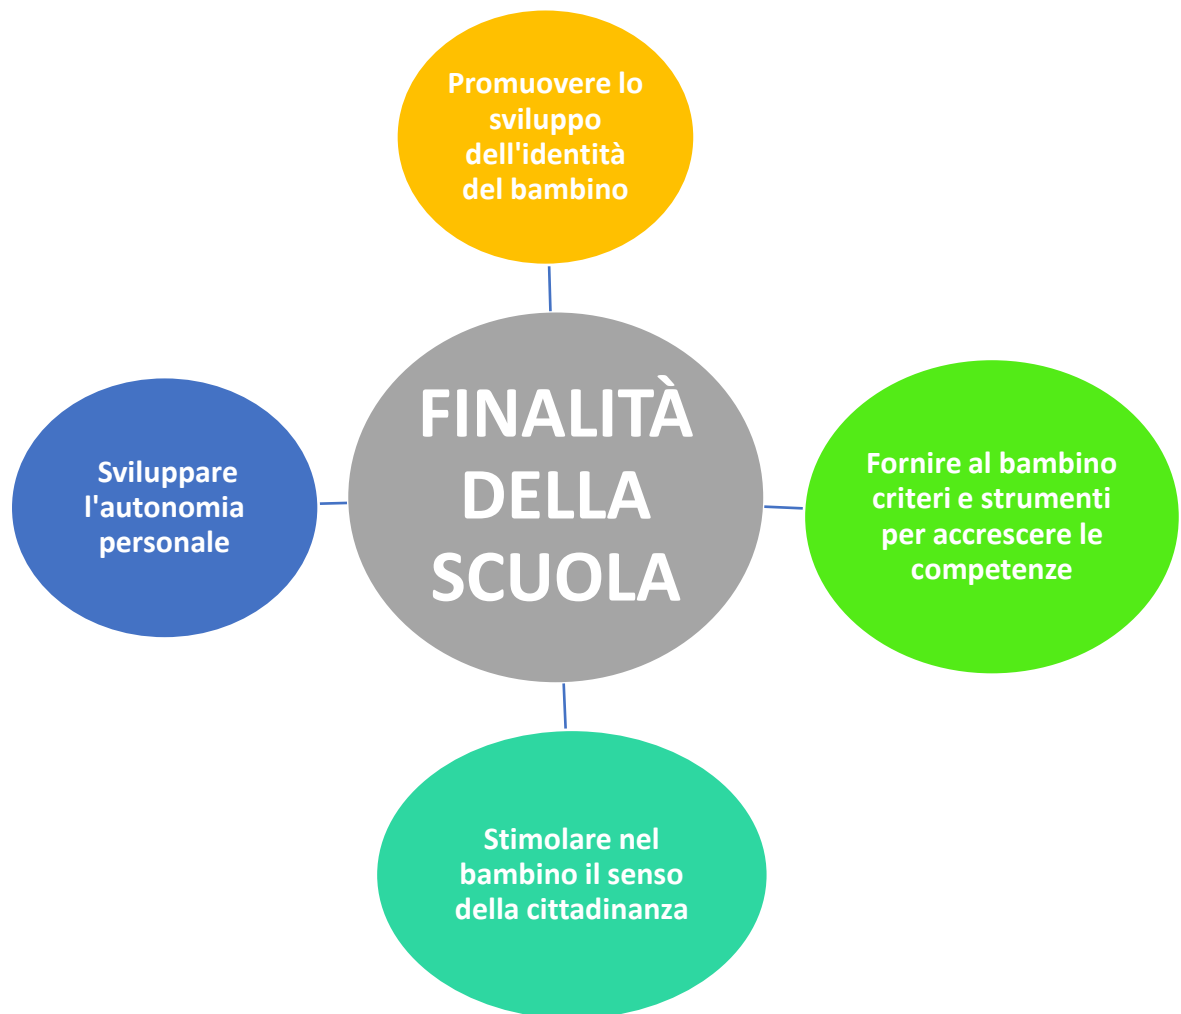 Promuovere lo
sviluppo
dell'identità
del bambino
FINALITÀ
DELLA
SCUOLA
Sviluppare
l'autonomia
personale
Fornire al bambino
criteri e strumenti
per accrescere le
competenze
Stimolare nel
bambino il senso
della cittadinanza